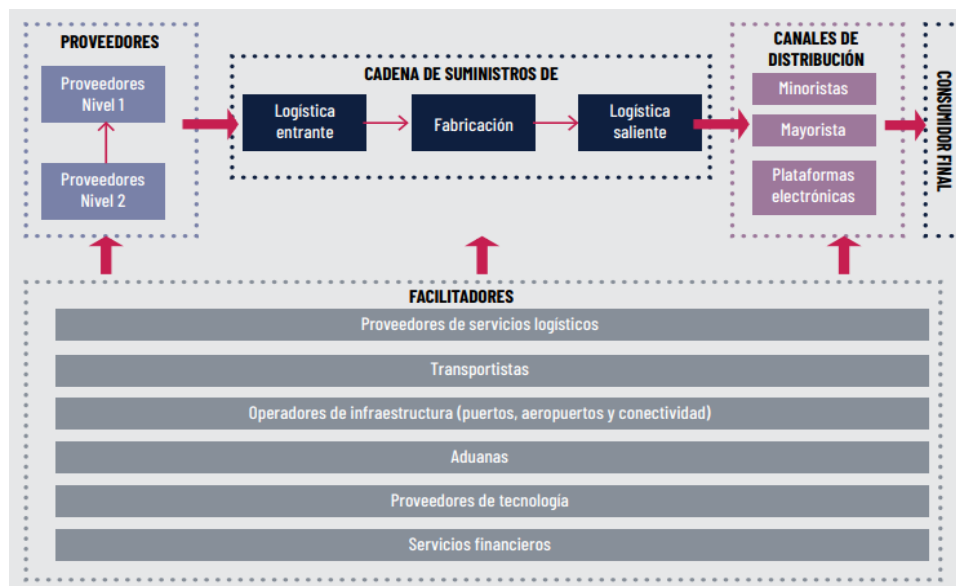 PROVEEDORES
Proveedores
Nivel 1
Proveedores
Nivel 2
CADENA DE SUMINISTROS DE
Logística
entrante
Fabricación
Logística
saliente
CANALES DE
DISTRIBUCIÓN
Minoristas
Mayorista
Plataformas
electrónicas
CONSUMIDOR FINAL
FACILITADORES
Proveedores de servicios logísticos
Transportistas
Operadores de infraestructura (puertos, aeropuertos y conectividad)
Aduanas
Proveedores de tecnología
Servicios financieros